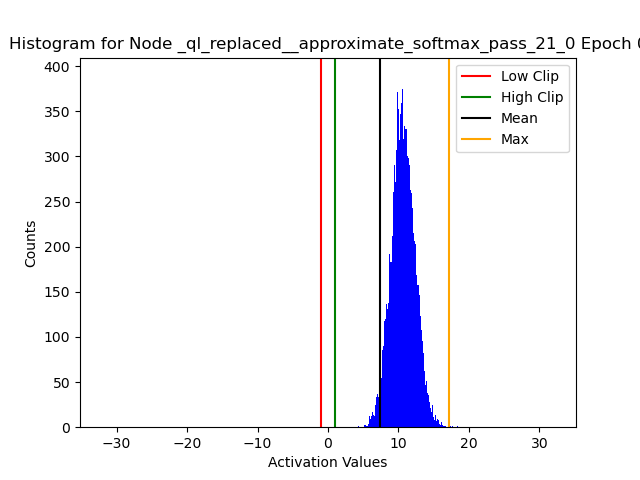 Histogram for Node _ql_replaced__approximate_softmax_pass_21_0 Epoch
400
350
300
250
200
150
100
50
0
Counts
Low Clip
High Clip
Mean
Max
−30 −20 −10 0 10 20 30
Activation Values